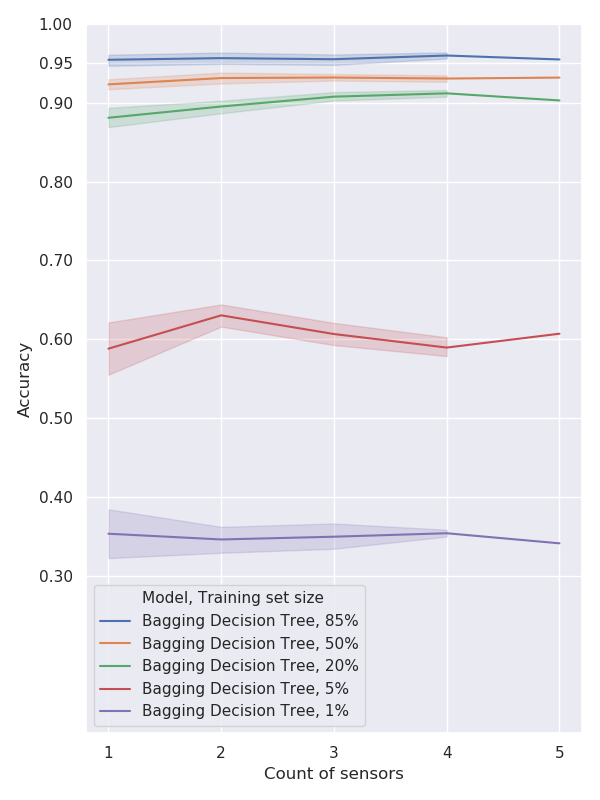 1.00
0.95
0.90
0.80
0.70
0.60
0.50
0.40
0.30
Accuracy
Model, Training set size
Bagging Decision Tree, 85%
Bagging Decision Tree, 50%
Bagging Decision Tree, 20%
Bagging Decision Tree, 5%
Bagging Decision Tree, 1%
1 2 3 4 5
Count of sensors